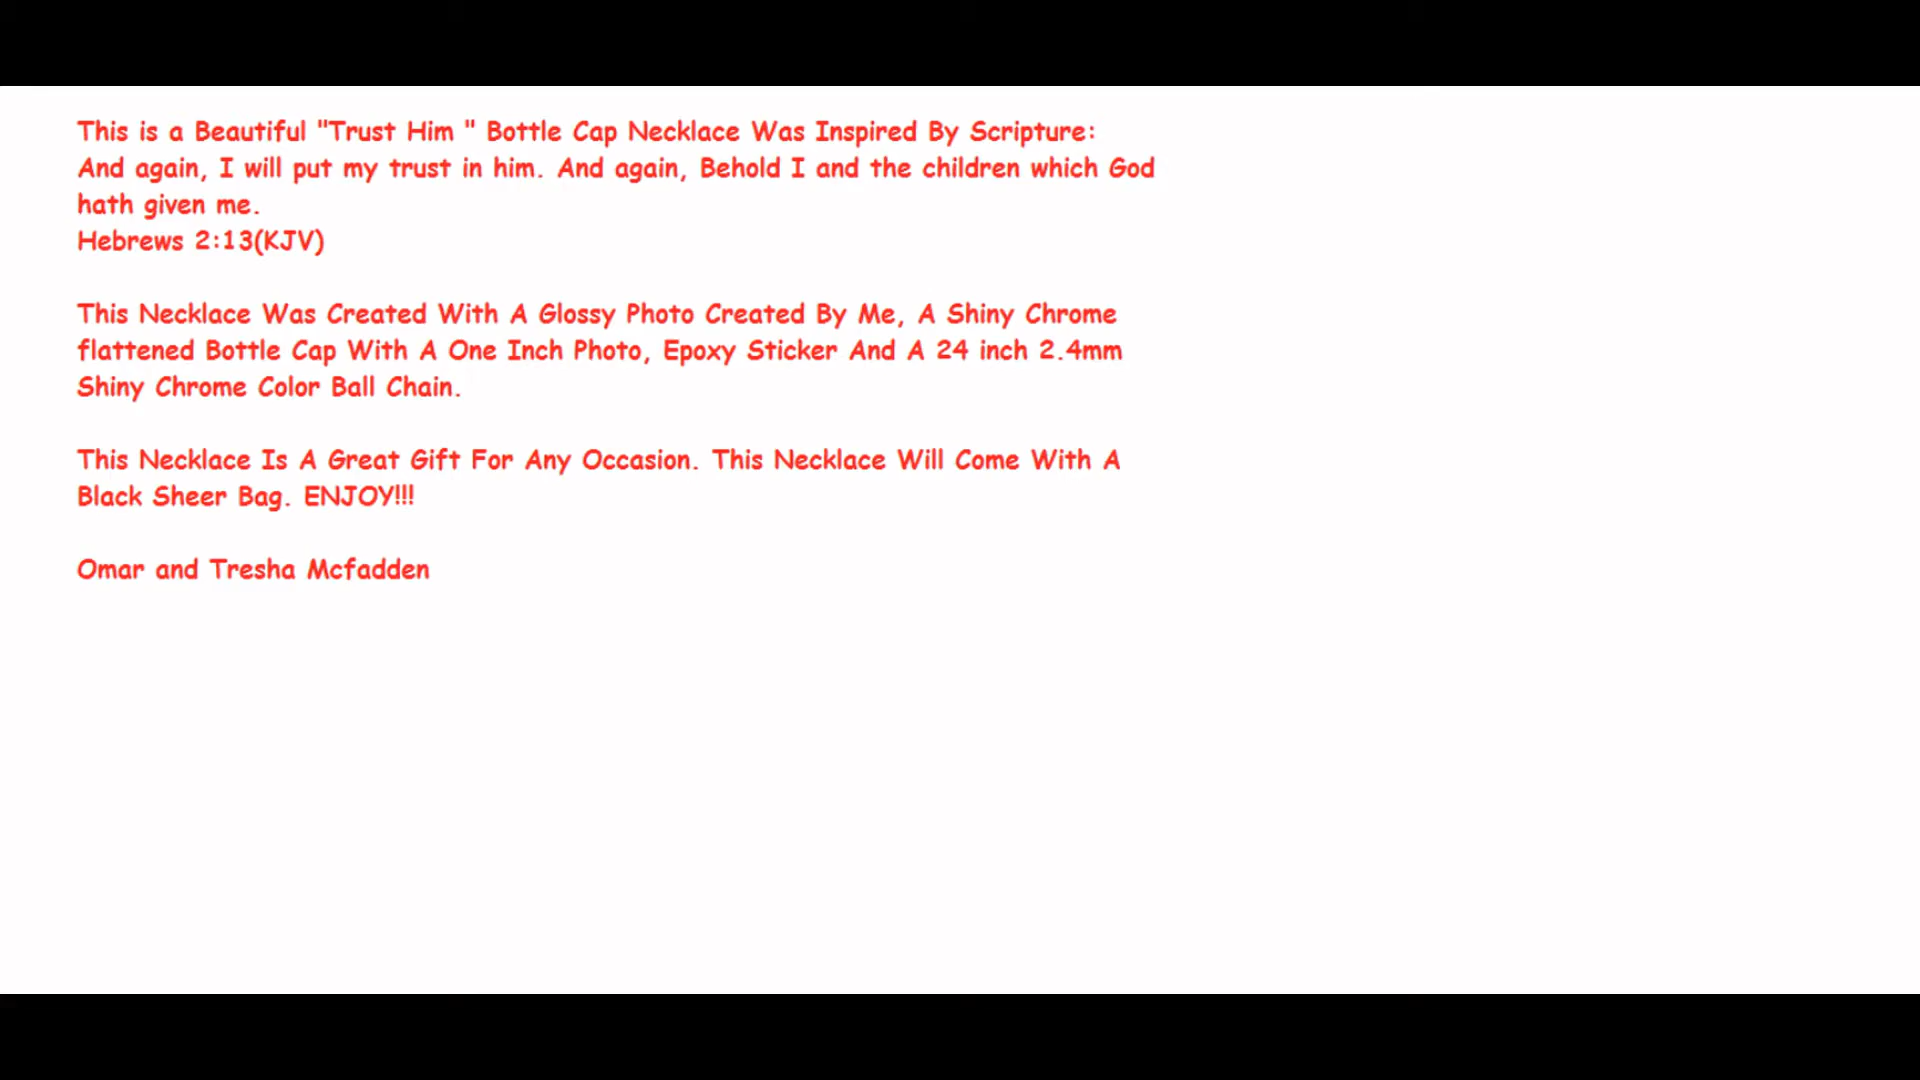 This is a Beautiful "Trust Him " Bottle Cap Necklace Was Inspired By Scripture:
And again, I will put my trust in him. And again, Behold I and the children which God
hath given me.
Hebrews 2:13(KJV)
This Necklace Was Created With A Glossy Photo Created By Me, A Shiny Chrome
flattened Bottle Cap With A One Inch Photo, Epoxy Sticker And A 24 inch 2.4mm
Shiny Chrome Color Ball Chain.
This Necklace Is A Great Gift For Any Occasion. This Necklace Will Come With A
Black Sheer Bag. ENJOY!!!
Omar and Tresha Mcfadden